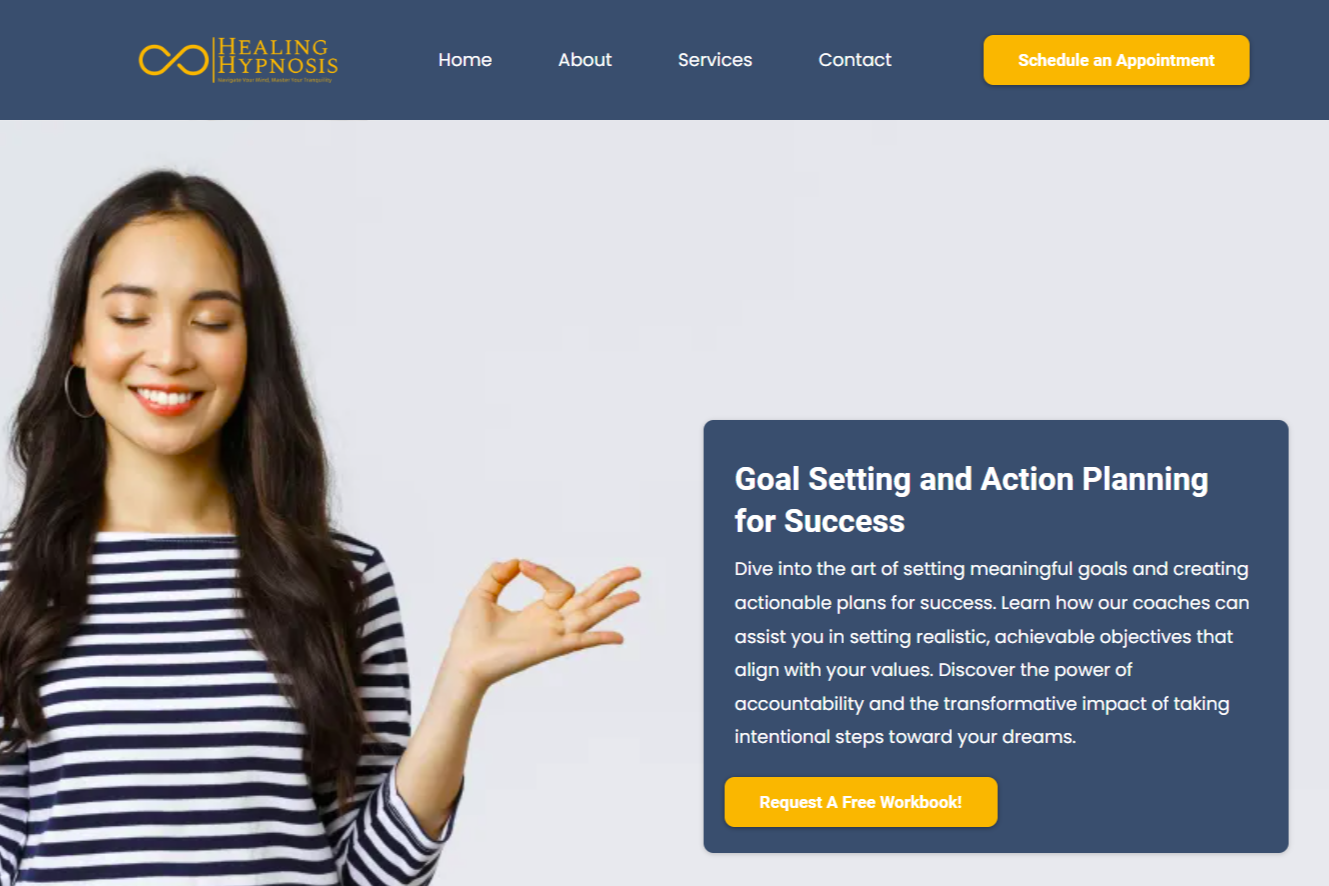 HEALING
HYPNOSIS
Navigate Your Mind, Master Your Tranquility
Home
About
Services
Contact
Schedule an Appointment
Goal Setting and Action Planning
for Success
Dive into the art of setting meaningful goals and creating
actionable plans for success. Learn how our coaches can
assist you in setting realistic, achievable objectives that
align with your values. Discover the power of
accountability and the transformative impact of taking
intentional steps toward your dreams.
Request A Free Workbook!